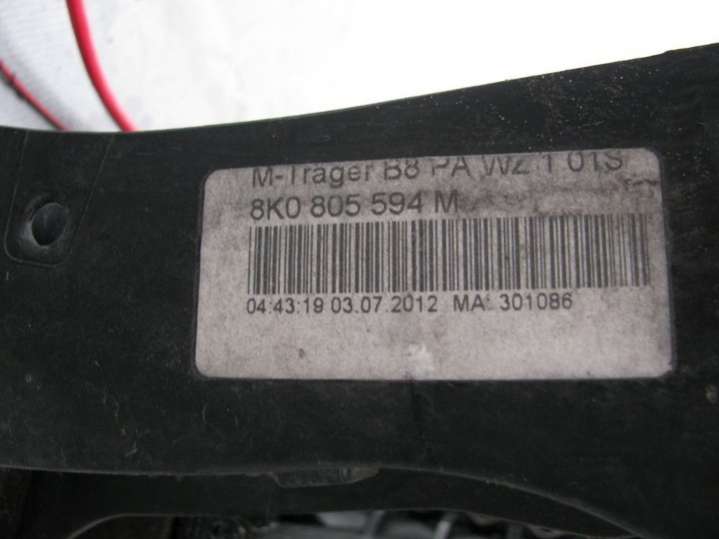 M-Träger B8 PA WZ 1 01S
8K0 805 594 M
04:43:19 03.07.2012 MA: 301086